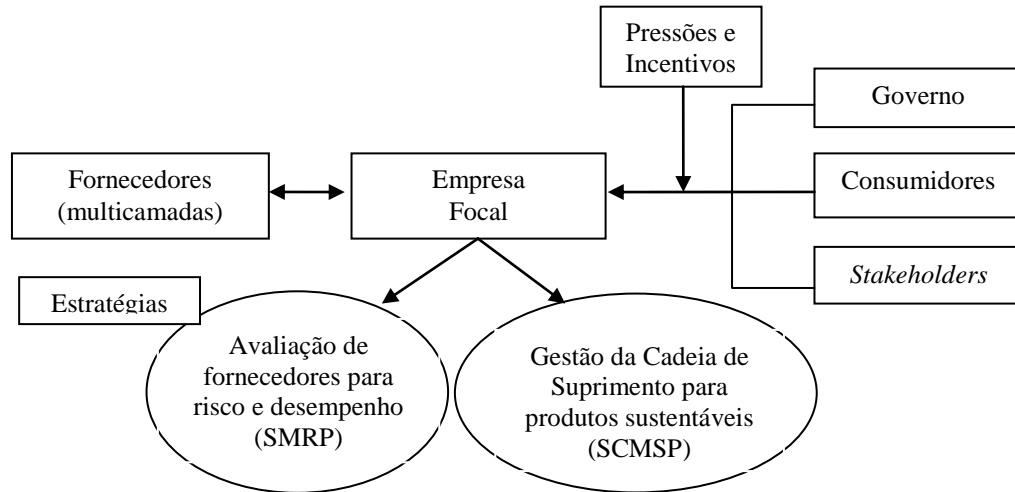 Pressões e
Incentivos
Governo
Fornecedores
(multicamadas)
Empresa
Focal
Consumidores
Stakeholders
Estratégias
Avaliação de
fornecedores para
risco e desempenho
(SMRP)
Gestão da Cadeia de
Suprimento para
produtos sustentáveis
(SCMSP)